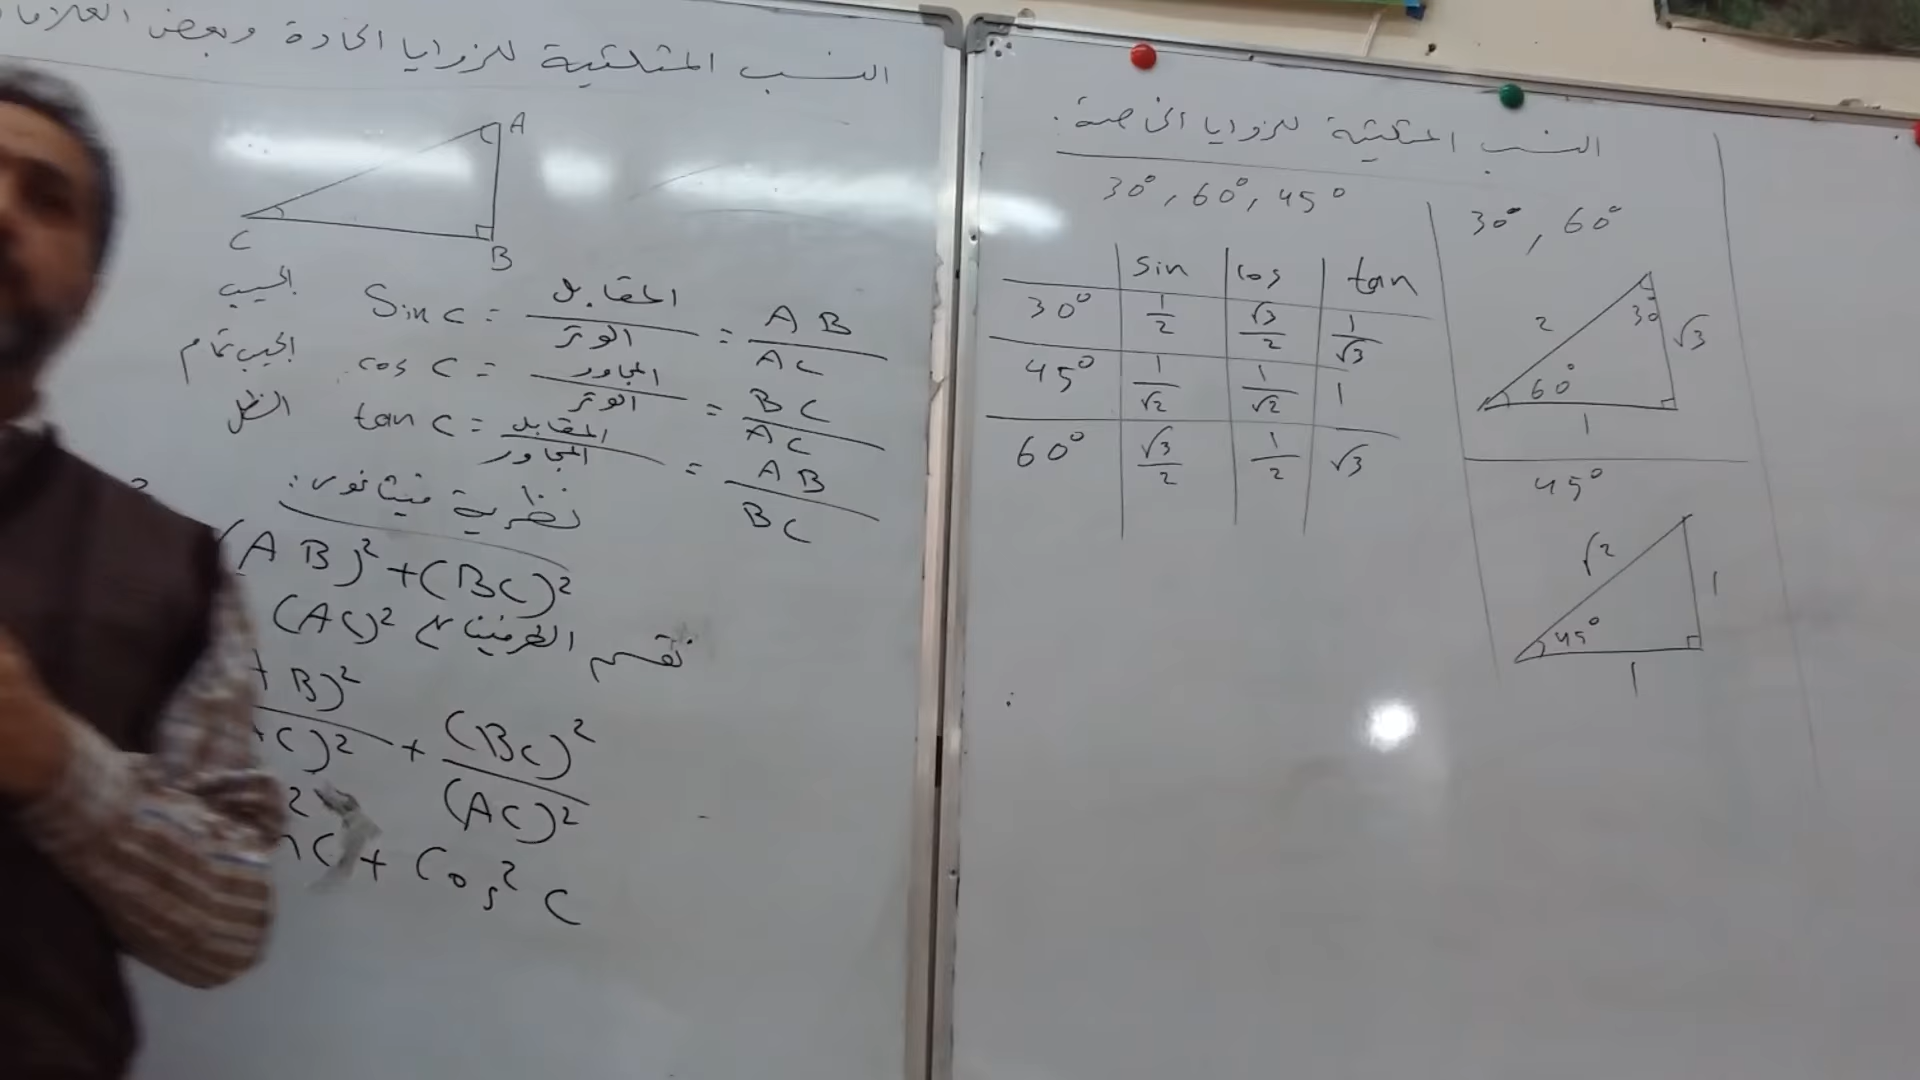 النسب المثلثية للزوايا الحادة وبعض
A
C
B
الجيب Sin C = المقابل / الوتر = AB / AC
الجيب تمام cos C = المجاور / الوتر = BC / AC
الظل tan C = المقابل / المجاور = AB / BC
نظرية فيثاغورس:
(AB)² + (BC)²
نقسم الطرفين على (AC)²
B)²
C)² + (BC)² / (AC)²
2
C + Cos² C
النسب المثلثية للزوايا الخاصة:
30°, 60°, 45°
sin cos tan
30° 1/2 √3/2 1/√3
45° 1/√2 1/√2 1
60° √3/2 1/2 √3
30°, 60°
2
30
√3
60°
1
45°
√2
1
45°
1